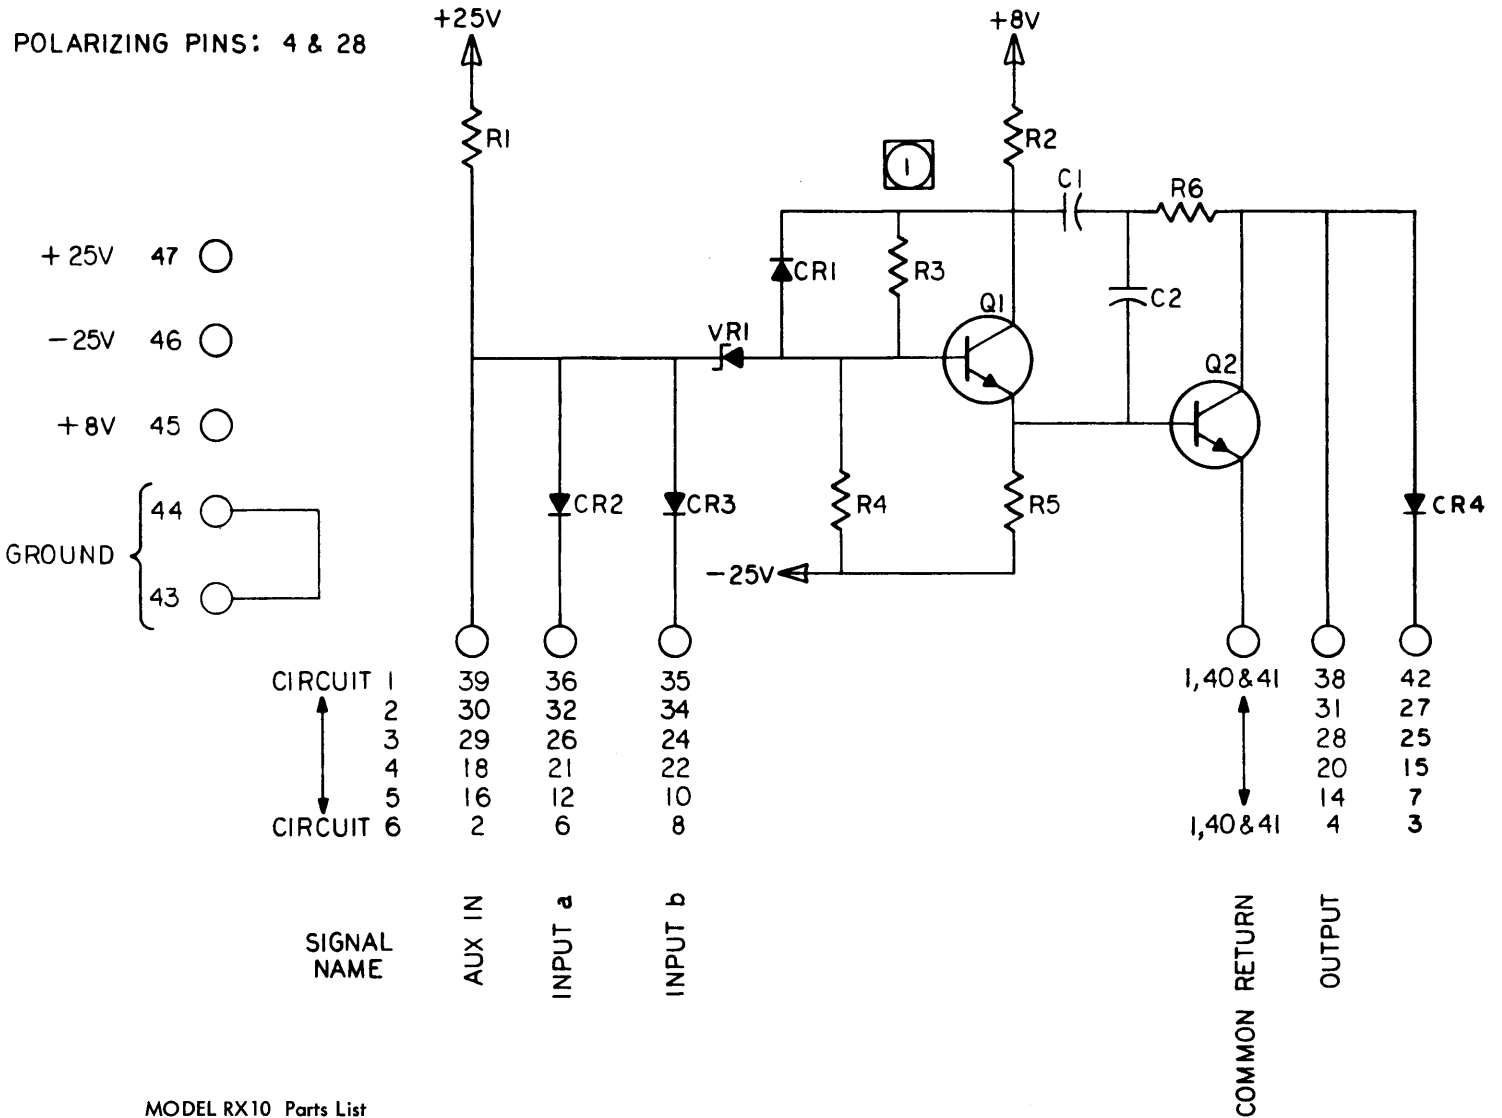 +25V
+8V
POLARIZING PINS: 4 & 28
R1
R2
1
C1
R6
+25V 47
CR1
R3
Q1
C2
-25V 46
VR1
Q2
+8V 45
44
CR2
CR3
R4
R5
CR4
GROUND
-25V
43
CIRCUIT 1 39 36 35 1,40&41 38 42
2 30 32 34 31 27
3 29 26 24 28 25
4 18 21 22 20 15
5 16 12 10 14 7
CIRCUIT 6 2 6 8 1,40&41 4 3
SIGNAL
NAME
AUX IN
INPUT a
INPUT b
COMMON RETURN
OUTPUT
MODEL RX10 Parts List